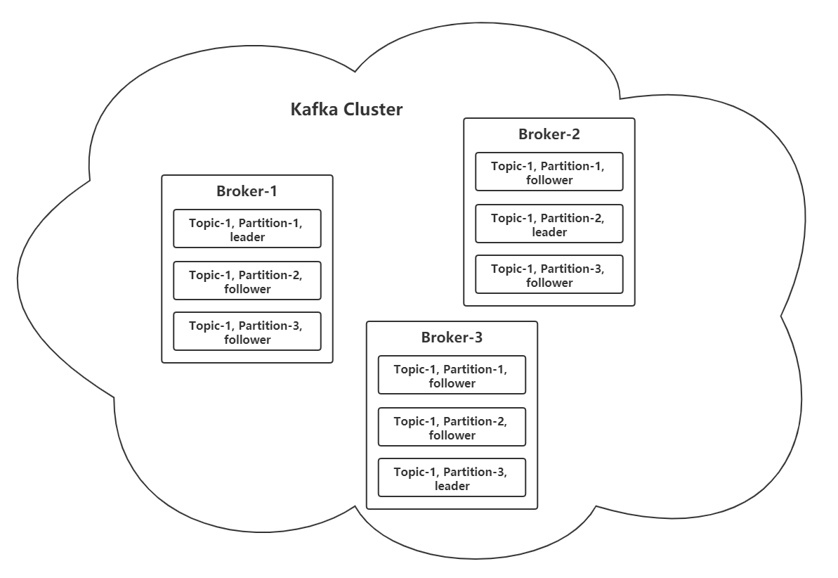 Kafka Cluster
Broker-1
Topic-1, Partition-1,
leader
Topic-1, Partition-2,
follower
Topic-1, Partition-3,
follower
Broker-2
Topic-1, Partition-1,
follower
Topic-1, Partition-2,
leader
Topic-1, Partition-3,
follower
Broker-3
Topic-1, Partition-1,
follower
Topic-1, Partition-2,
follower
Topic-1, Partition-3,
leader